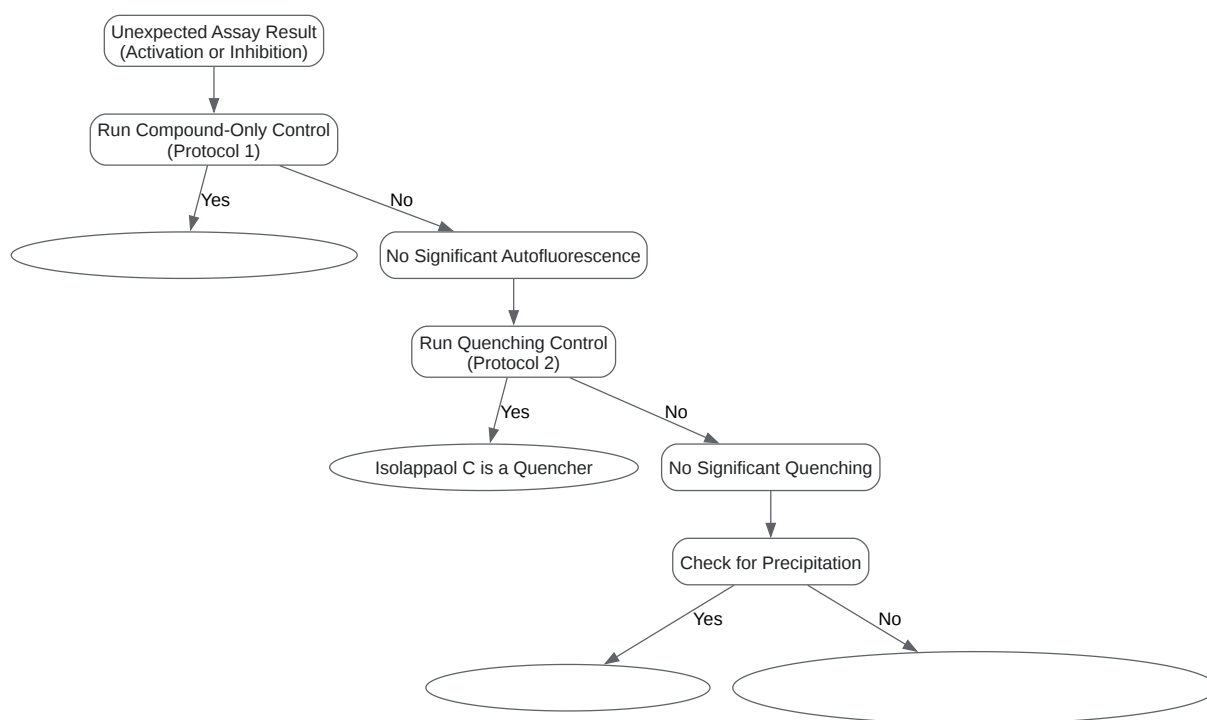 Unexpected Assay Result
(Activation or Inhibition)
Run Compound-Only Control
(Protocol 1)
Yes
No
No Significant Autofluorescence
Run Quenching Control
(Protocol 2)
Yes
No
Isolappaol C is a Quencher
No Significant Quenching
Check for Precipitation
Yes
No